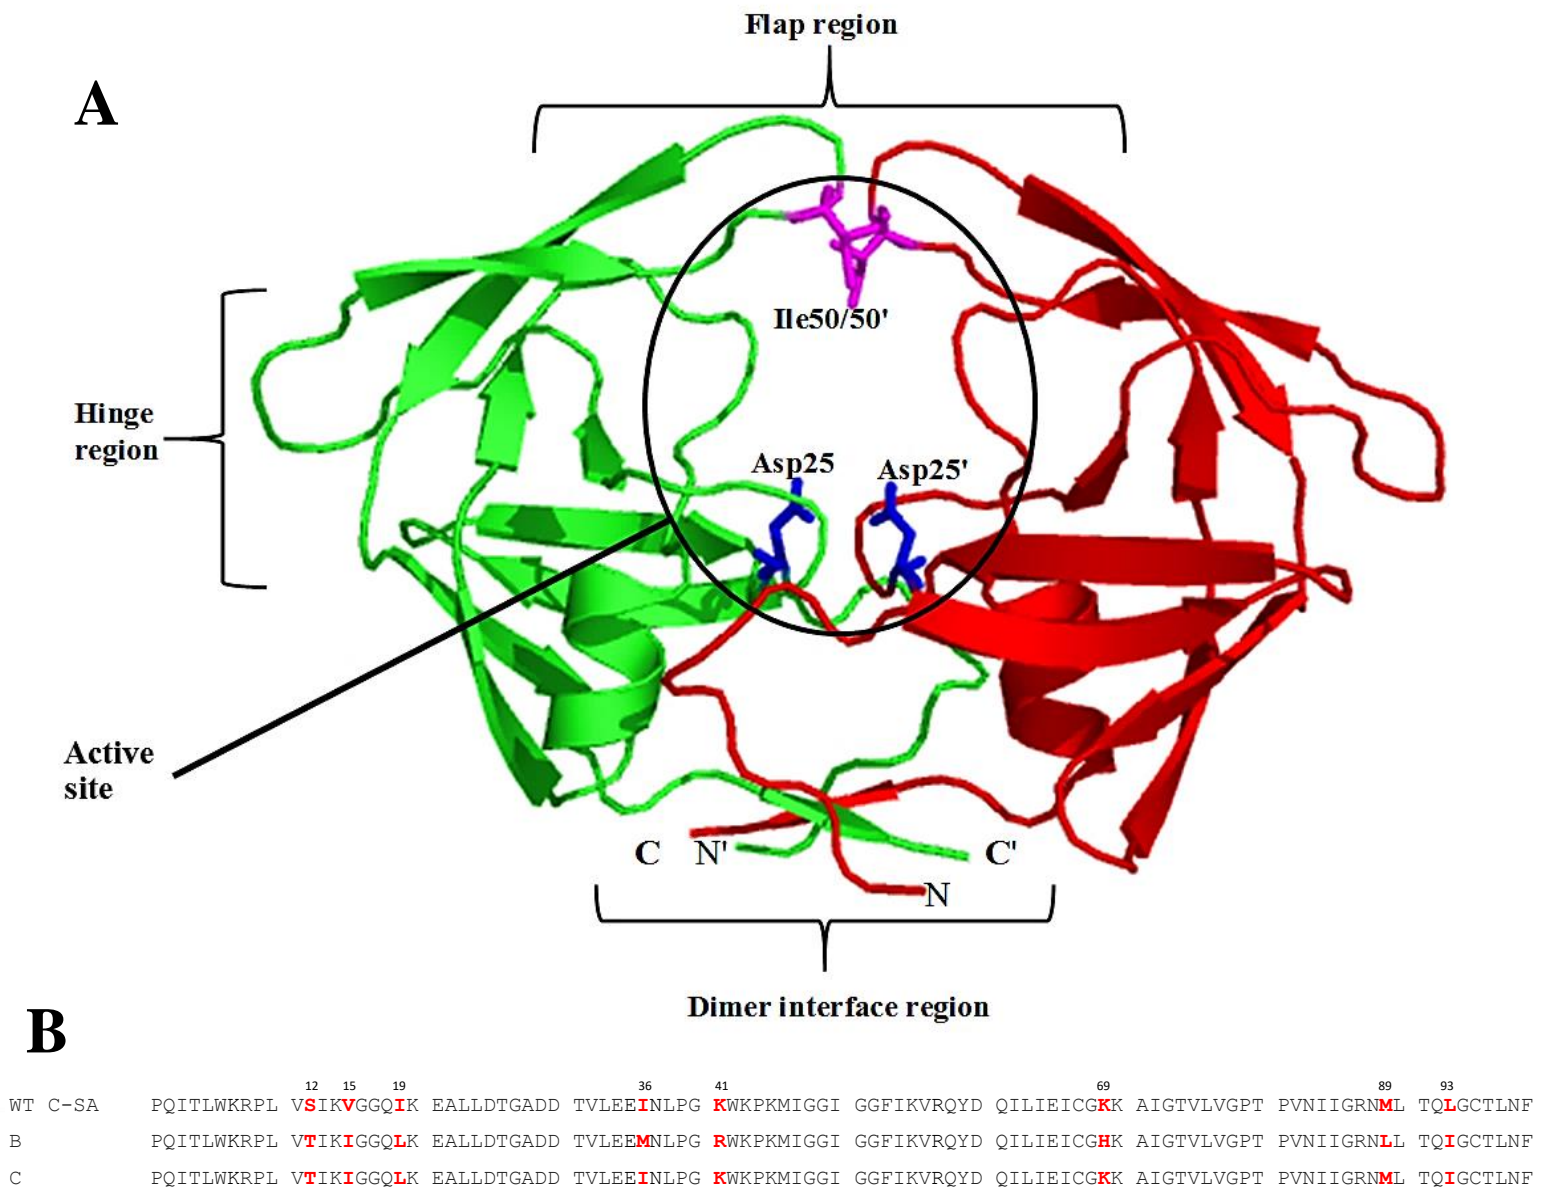 Flap region
A
Ile50/50'
Hinge
region
Asp25
Asp25'
Active
site
C
N'
C'
N
Dimer interface region
B
12 15 19 36 41 69 89 93
WT C-SA PQITLWKRPL VSIKVGGQIK EALLDTGADD TVLEEINLPG KWKPKMIGGI GGFIKVRQYD QILIEICGKK AIGTVLVGPT PVNIIGRNML TQLGCTLNF
B PQITLWKRPL VTIKIGGQLK EALLDTGADD TVLEEMNLPG RWKPKMIGGI GGFIKVRQYD QILIEICGHK AIGTVLVGPT PVNIIGRNLL TQIGCTLNF
C PQITLWKRPL VTIKIGGQLK EALLDTGADD TVLEEINLPG KWKPKMIGGI GGFIKVRQYD QILIEICGKK AIGTVLVGPT PVNIIGRNML TQIGCTLNF